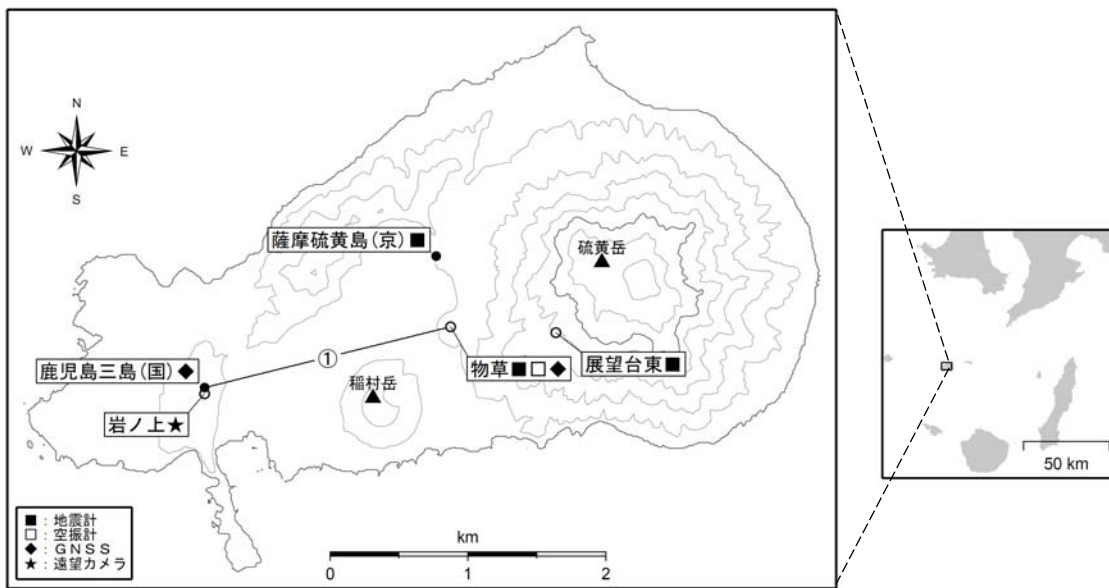 N
W E
S
薩摩硫黄島(京)■
硫黄岳
①
鹿児島三島(国)◆
物草■□◆
展望台東■
稲村岳
岩ノ上★
■：地震計
□：空振計
◆：GNSS
★：遠望カメラ
km
0 1 2
50 km